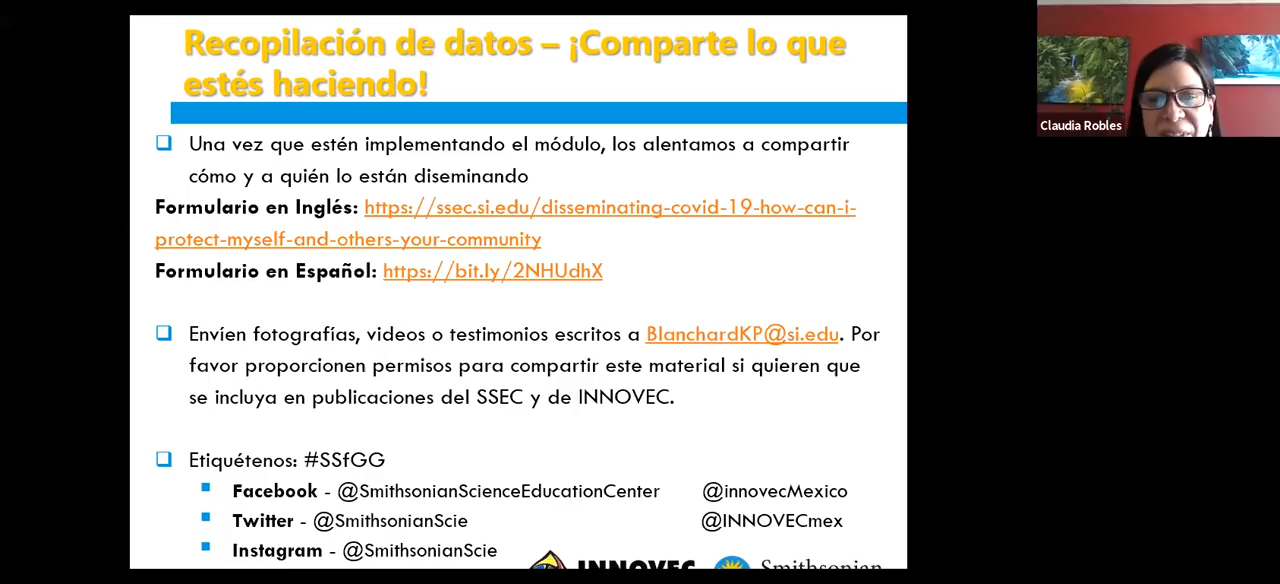 Recopilación de datos – ¡Comparte lo que
estés haciendo!
Claudia Robles
Una vez que estén implementando el módulo, los alentamos a compartir
cómo y a quién lo están diseminando
Formulario en Inglés: https://ssec.si.edu/disseminating-covid-19-how-can-i-
protect-myself-and-others-your-community
Formulario en Español: https://bit.ly/2NHUdhX
Envíen fotografías, videos o testimonios escritos a BlanchardKP@si.edu. Por
favor proporcionen permisos para compartir este material si quieren que
se incluya en publicaciones del SSEC y de INNOVEC.
Etiquétenos: #SSfGG
Facebook - @SmithsonianScienceEducationCenter @innovecMexico
Twitter - @SmithsonianScie @INNOVECmex
Instagram - @SmithsonianScie
INNOVEC Smithsonian